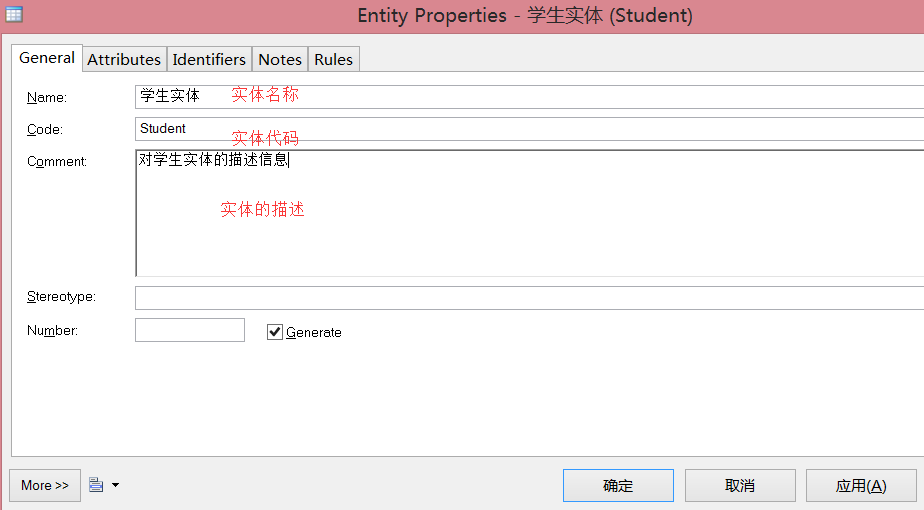 Entity Properties - 学生实体 (Student)
General Attributes Identifiers Notes Rules
Name: 学生实体 实体名称
Code: Student 实体代码
Comment: 对学生实体的描述信息
实体的描述
Stereotype:
Number: Generate
More >> 确定 取消 应用(A)